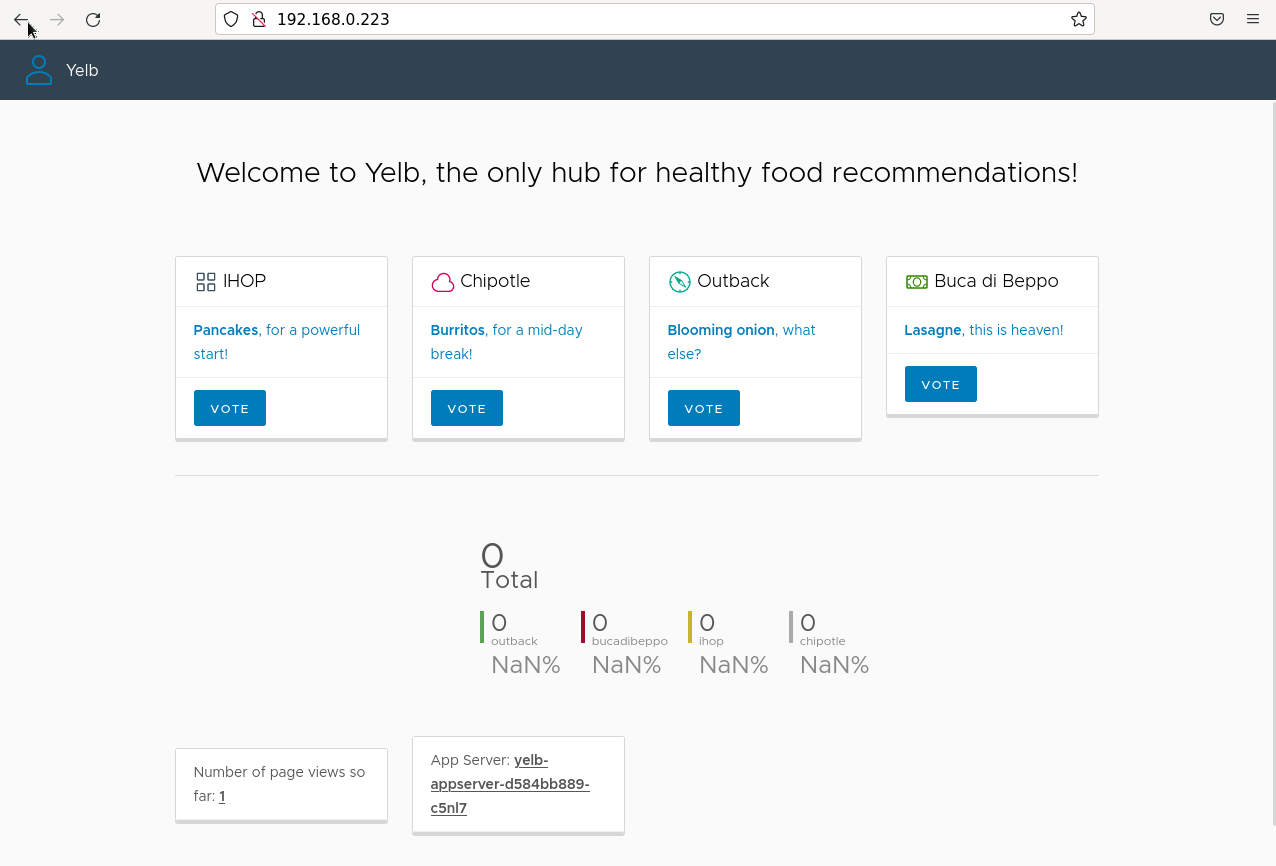 192.168.0.223
Yelb
Welcome to Yelb, the only hub for healthy food recommendations!
IHOP
Pancakes, for a powerful
start!
VOTE
Chipotle
Burritos, for a mid-day
break!
VOTE
Outback
Blooming onion, what
else?
VOTE
Buca di Beppo
Lasagne, this is heaven!
VOTE
0
Total
0
outback
NaN%
0
bucadibeppo
NaN%
0
ihop
NaN%
0
chipotle
NaN%
Number of page views so
far: 1
App Server: yelb-
appserver-d584bb889-
c5nl7